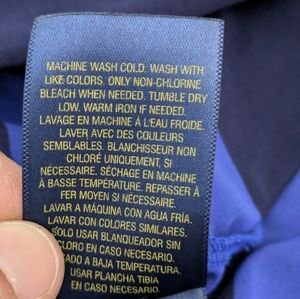 MACHINE WASH COLD. WASH WITH
LIKE COLORS. ONLY NON-CHLORINE
BLEACH WHEN NEEDED. TUMBLE DRY
LOW. WARM IRON IF NEEDED.
LAVAGE EN MACHINE À L'EAU FROIDE.
LAVER AVEC DES COULEURS
SEMBLABLES. BLANCHISSEUR NON
CHLORÉ UNIQUEMENT, SI
NÉCESSAIRE. SÉCHAGE EN MACHINE
À BASSE TEMPÉRATURE. REPASSER À
FER MOYEN SI NÉCESSAIRE.
LAVAR A MÁQUINA CON AGUA FRÍA.
LAVAR CON COLORES SIMILARES.
SOLO USAR BLANQUEADOR SIN
CLORO EN CASO NECESARIO.
ADO A BAJA TEMPERATURA.
USAR PLANCHA TIBIA
EN CASO NECESARIO.